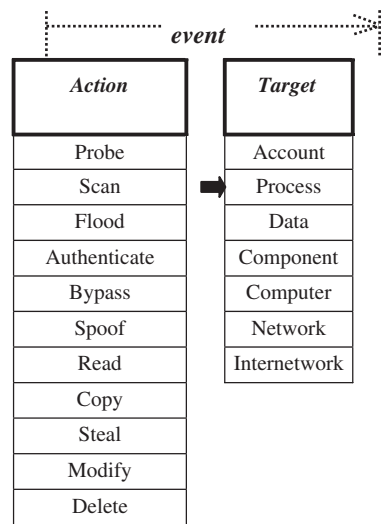 event
Action
Target
Probe
Account
Scan
Process
Flood
Data
Authenticate
Component
Bypass
Computer
Spoof
Network
Read
Internetwork
Copy
Steal
Modify
Delete